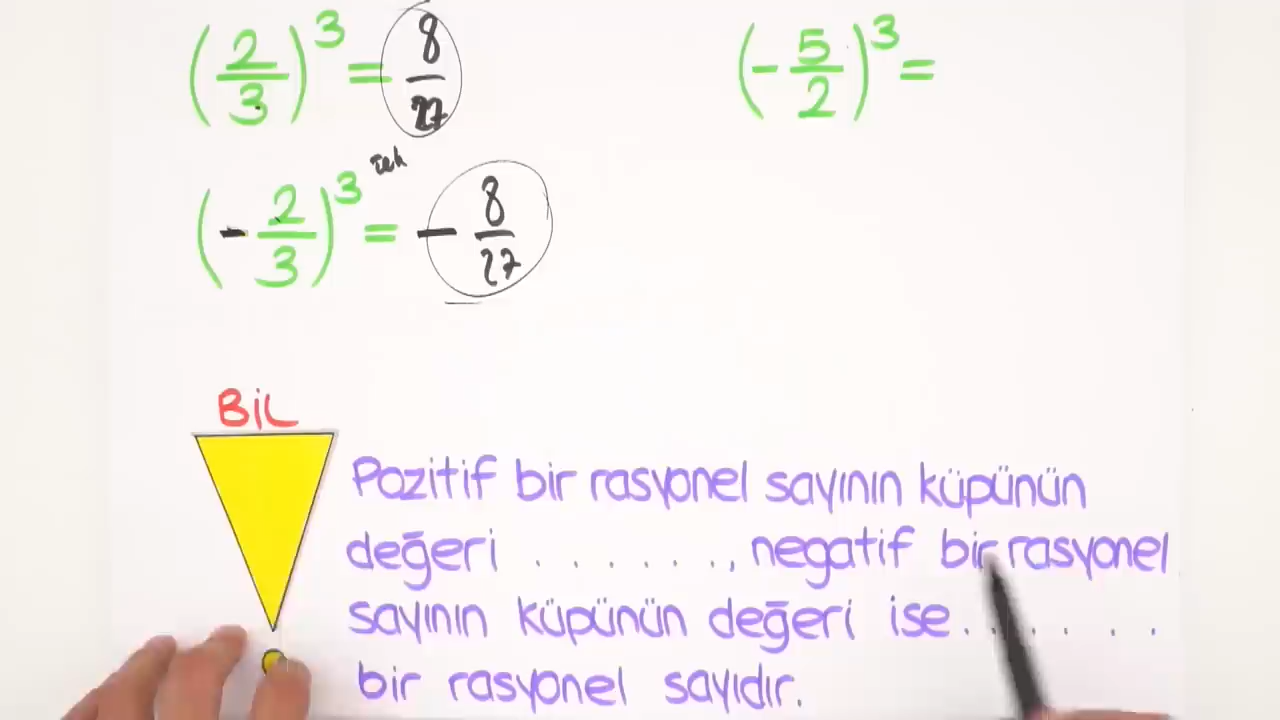 (2/3)³ = 8/27
(-5/2)³ =
tek
(-2/3)³ = -8/27
BİL
Pozitif bir rasyonel sayının küpünün
değeri . . . . . . , negatif bir rasyonel
sayının küpünün değeri ise . . . . . .
bir rasyonel sayıdır.